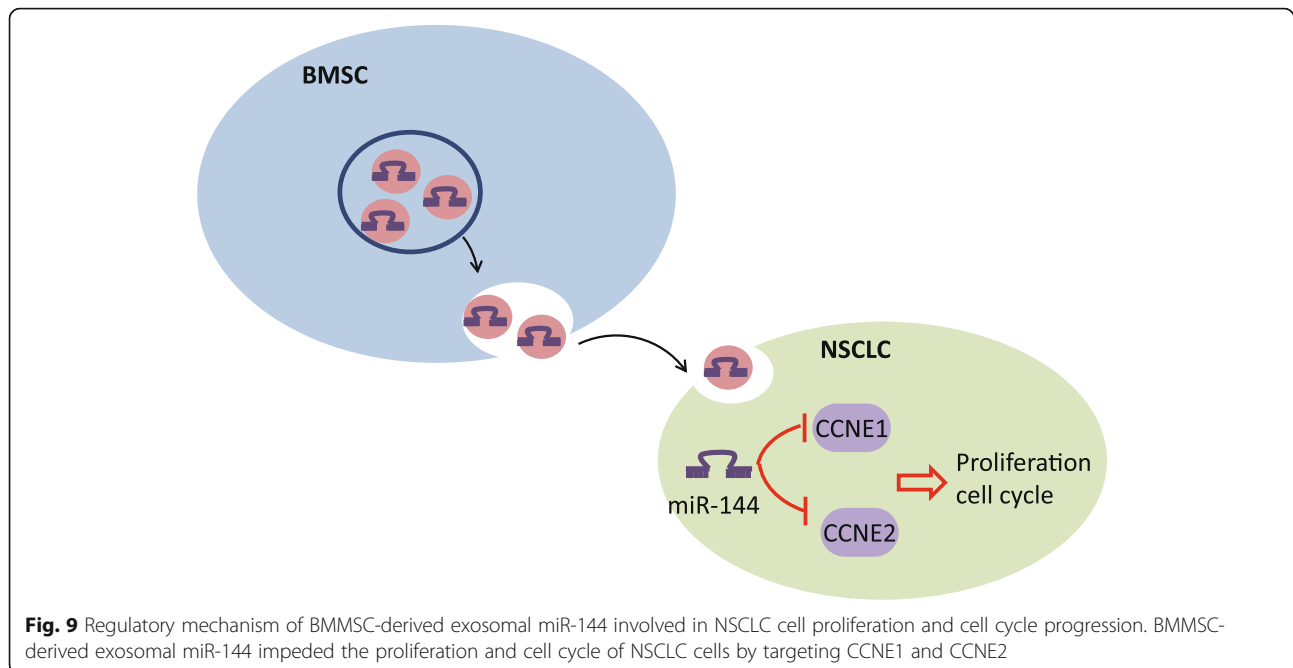 BMSC
NSCLC
CCNE1
miR-144
CCNE2
Proliferation
cell cycle
Fig. 9 Regulatory mechanism of BMMSC-derived exosomal miR-144 involved in NSCLC cell proliferation and cell cycle progression. BMMSC-
derived exosomal miR-144 impeded the proliferation and cell cycle of NSCLC cells by targeting CCNE1 and CCNE2